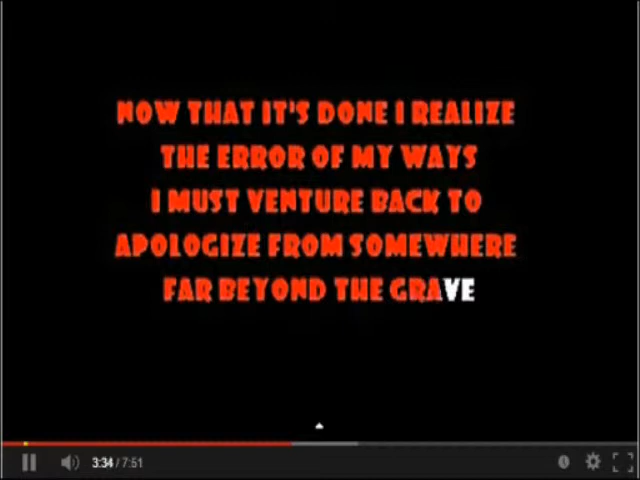 NOW THAT IT'S DONE I REALIZE
THE ERROR OF MY WAYS
I MUST VENTURE BACK TO
APOLOGIZE FROM SOMEWHERE
FAR BEYOND THE GRAVE
3:34 / 7:51